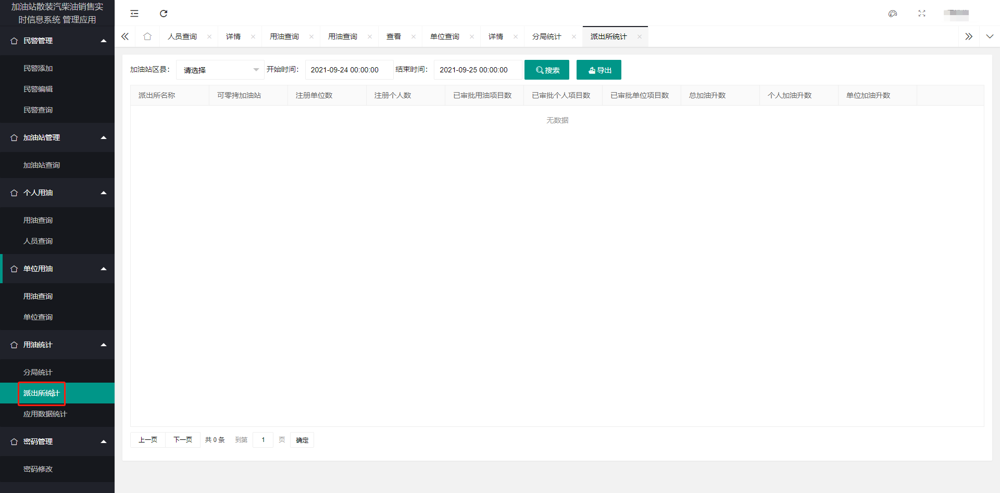 加油站散装汽柴油销售实
时信息系统 管理应用
民警管理
民警添加
民警编辑
民警查询
加油站管理
加油站查询
个人用油
用油查询
人员查询
单位用油
用油查询
单位查询
用油统计
分局统计
派出所统计
应用数据统计
密码管理
密码修改
人员查询 详情 用油查询 用油查询 查看 单位查询 详情 分局统计 派出所统计
加油站区县： 请选择 开始时间： 2021-09-24 00:00:00 结束时间： 2021-09-25 00:00:00 搜索 导出
派出所名称 可零拷加油站 注册单位数 注册个人数 已审批用油项目数 已审批个人项目数 已审批单位项目数 总加油升数 个人加油升数 单位加油升数
无数据
上一页 下一页 共 0 条 到第 1 页 确定